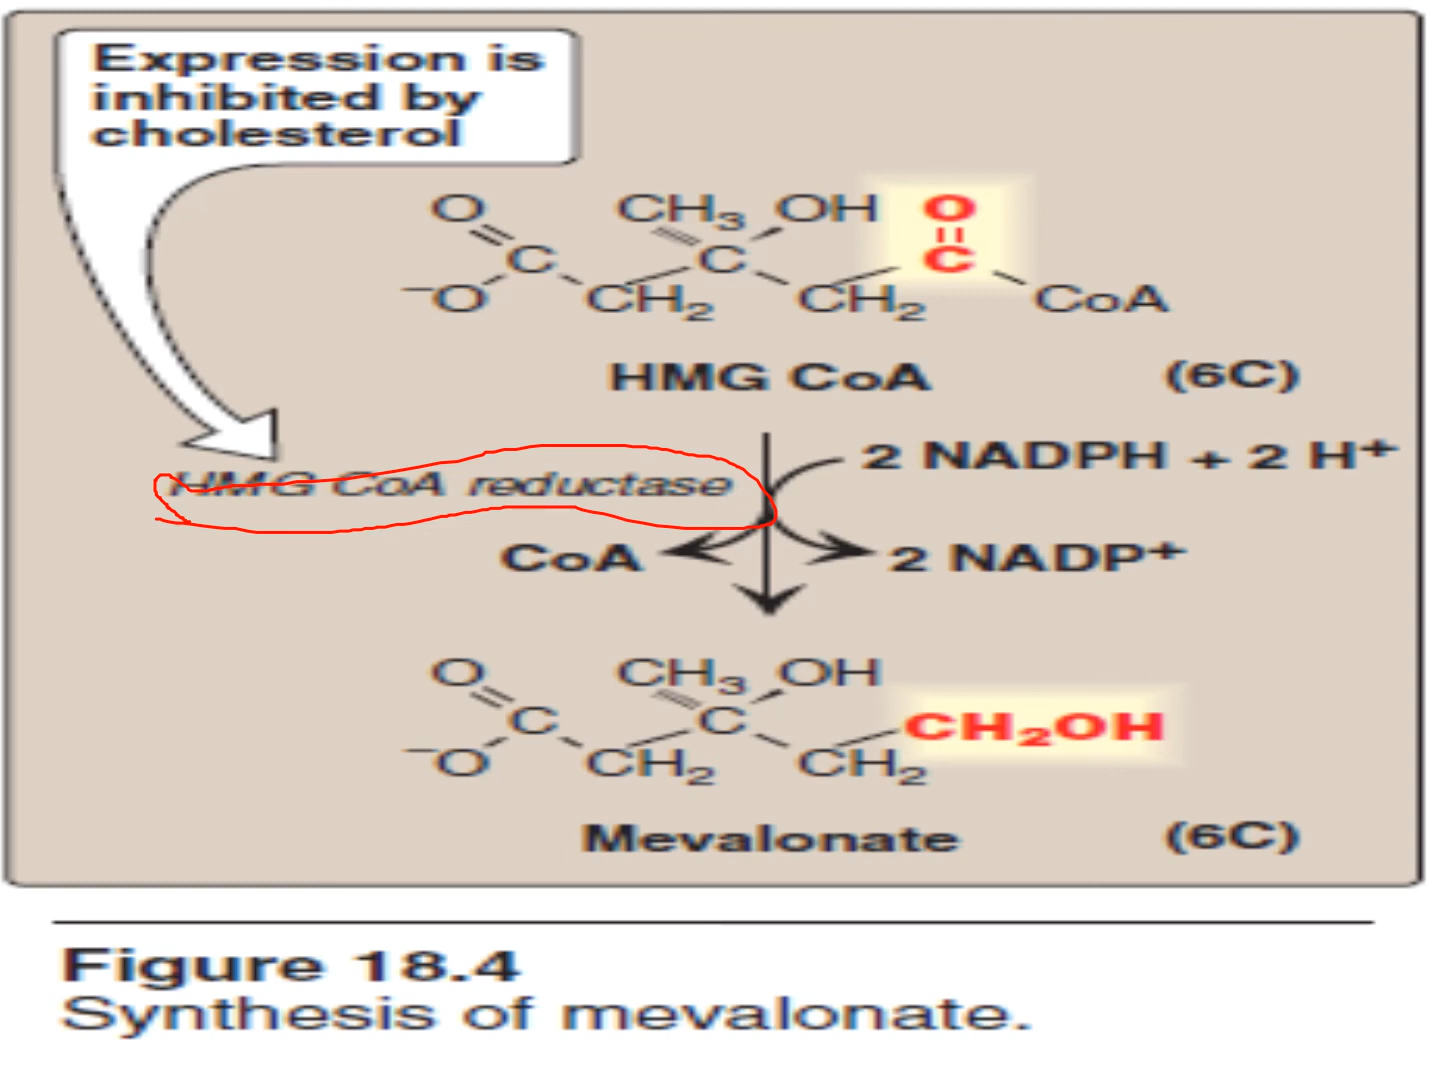 Expression is
inhibited by
cholesterol
O CH₃ OH O
C C C
⁻O CH₂ CH₂ CoA
HMG CoA (6C)
2 NADPH + 2 H⁺
HMG CoA reductase
CoA 2 NADP⁺
O CH₃ OH
C C CH₂OH
⁻O CH₂ CH₂
Mevalonate (6C)
Figure 18.4
Synthesis of mevalonate.